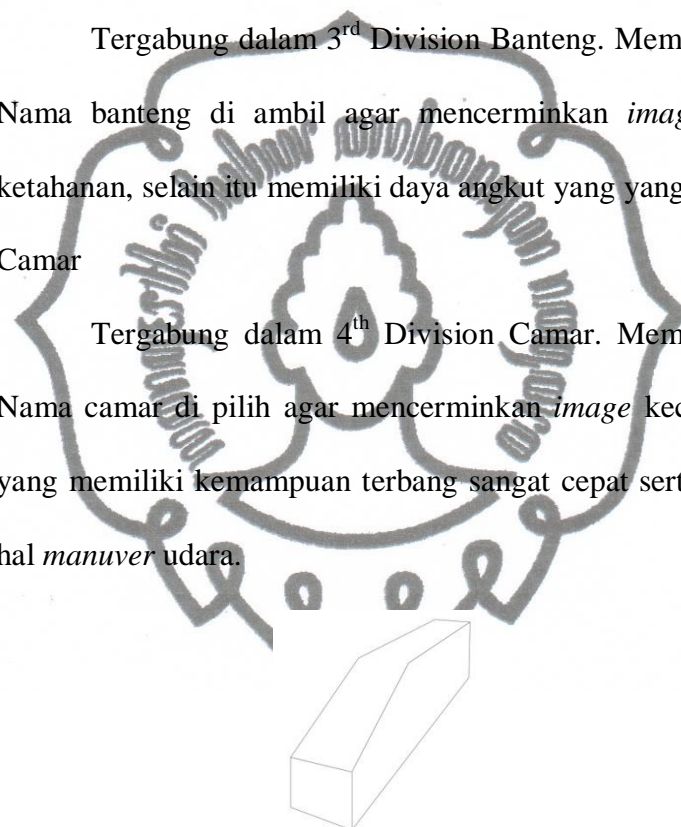 Tergabung dalam 3rd Division Banteng. Mem
Nama banteng di ambil agar mencerminkan imag
ketahanan, selain itu memiliki daya angkut yang yang
Camar
Tergabung dalam 4th Division Camar. Mem
Nama camar di pilih agar mencerminkan image kec
yang memiliki kemampuan terbang sangat cepat sert
hal manuver udara.